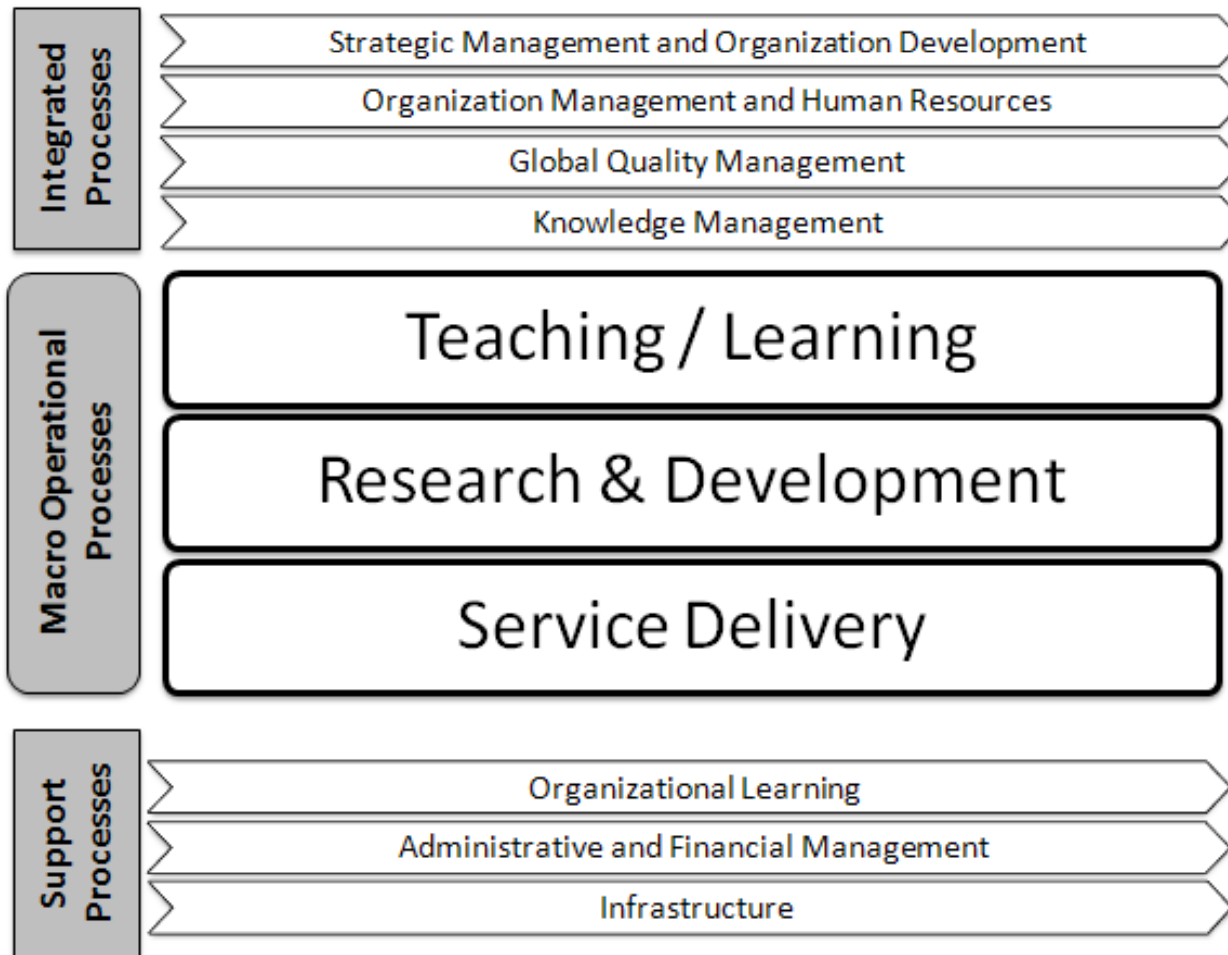 Integrated
Processes
Strategic Management and Organization Development
Organization Management and Human Resources
Global Quality Management
Knowledge Management
Macro Operational
Processes
Teaching / Learning
Research & Development
Service Delivery
Support
Processes
Organizational Learning
Administrative and Financial Management
Infrastructure